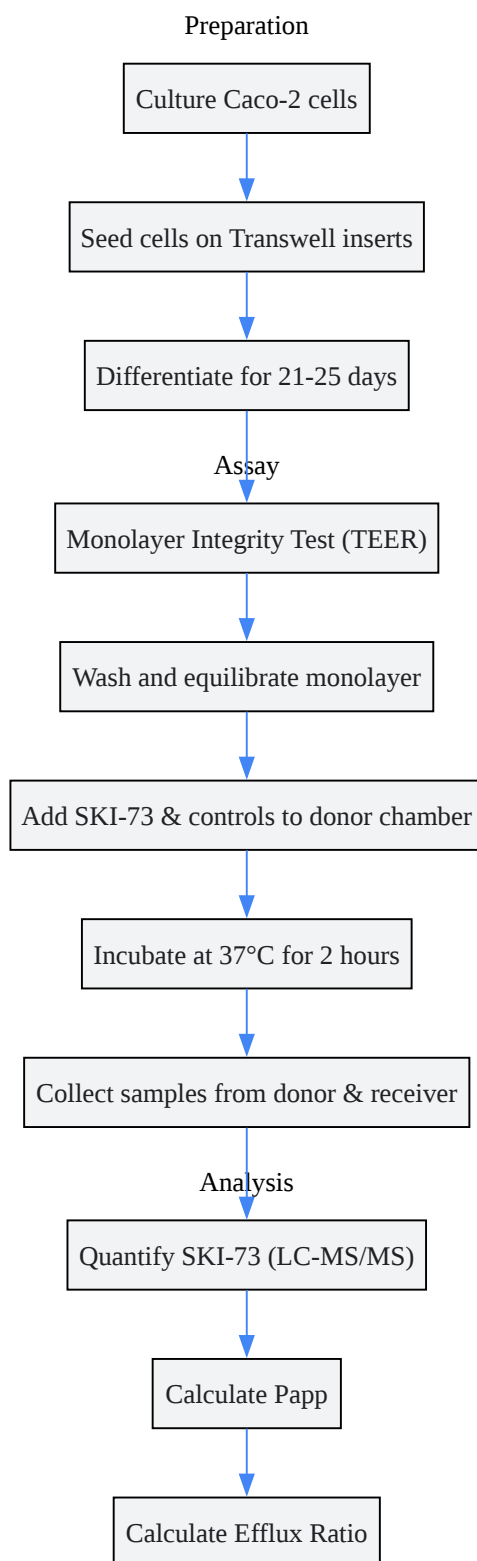 Preparation
Culture Caco-2 cells
Seed cells on Transwell inserts
Differentiate for 21-25 days
Assay
Monolayer Integrity Test (TEER)
Wash and equilibrate monolayer
Add SKI-73 & controls to donor chamber
Incubate at 37°C for 2 hours
Collect samples from donor & receiver
Analysis
Quantify SKI-73 (LC-MS/MS)
Calculate Papp
Calculate Efflux Ratio